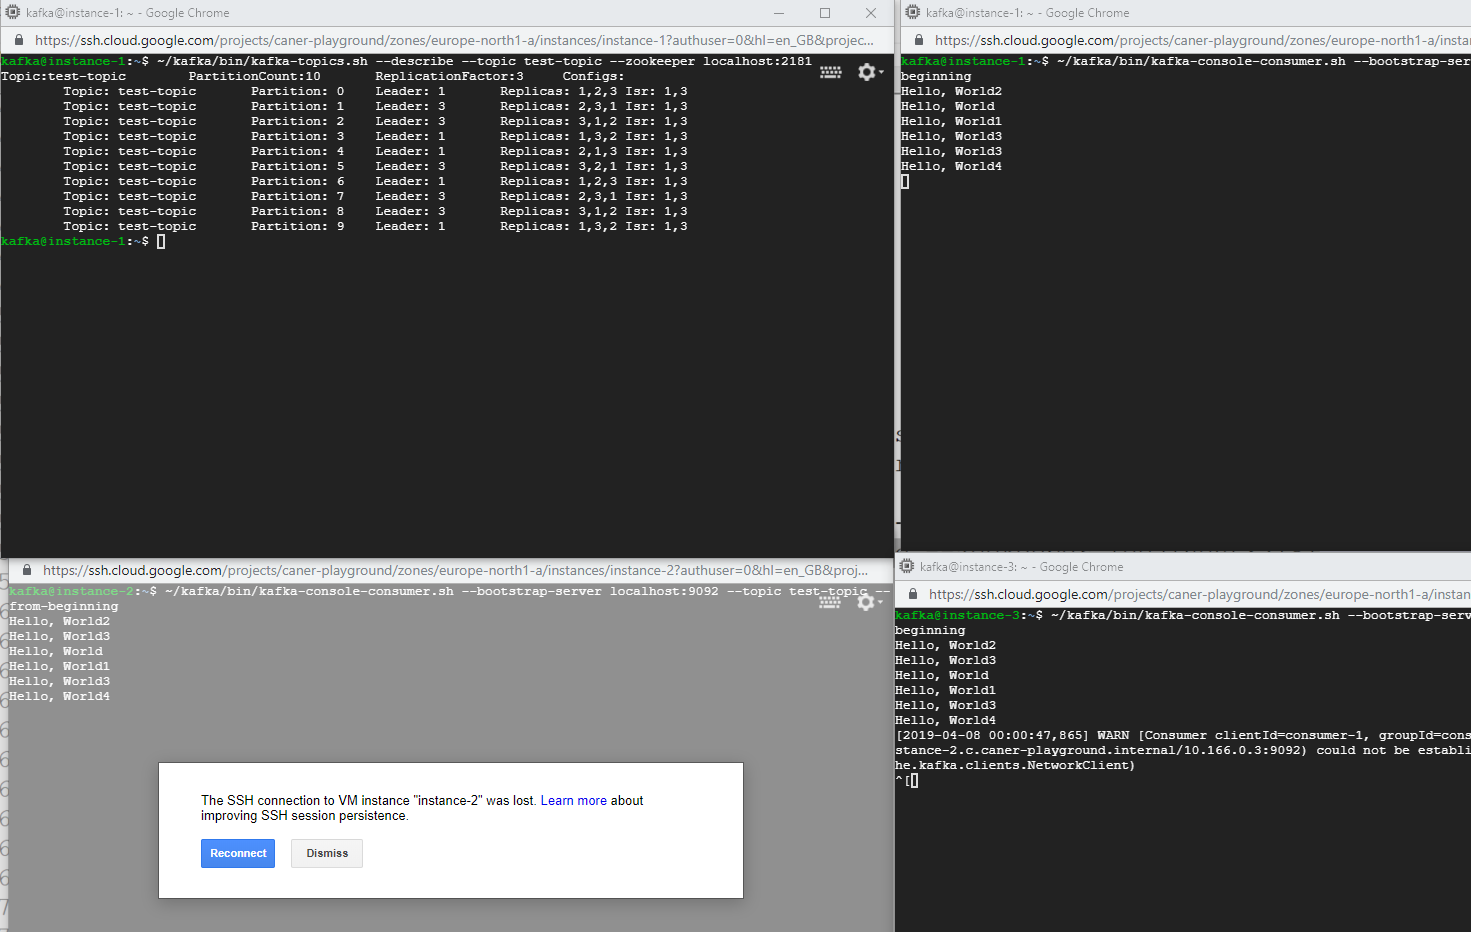 kafka@instance-1: ~ - Google Chrome
https://ssh.cloud.google.com/projects/caner-playground/zones/europe-north1-a/instances/instance-1?authuser=0&hl=en_GB&projec...
kafka@instance-1:~$ ~/kafka/bin/kafka-topics.sh --describe --topic test-topic --zookeeper localhost:2181
Topic:test-topic PartitionCount:10 ReplicationFactor:3 Configs:
Topic: test-topic Partition: 0 Leader: 1 Replicas: 1,2,3 Isr: 1,3
Topic: test-topic Partition: 1 Leader: 3 Replicas: 2,3,1 Isr: 1,3
Topic: test-topic Partition: 2 Leader: 3 Replicas: 3,1,2 Isr: 1,3
Topic: test-topic Partition: 3 Leader: 1 Replicas: 1,3,2 Isr: 1,3
Topic: test-topic Partition: 4 Leader: 1 Replicas: 2,1,3 Isr: 1,3
Topic: test-topic Partition: 5 Leader: 3 Replicas: 3,2,1 Isr: 1,3
Topic: test-topic Partition: 6 Leader: 1 Replicas: 1,2,3 Isr: 1,3
Topic: test-topic Partition: 7 Leader: 3 Replicas: 2,3,1 Isr: 1,3
Topic: test-topic Partition: 8 Leader: 3 Replicas: 3,1,2 Isr: 1,3
Topic: test-topic Partition: 9 Leader: 1 Replicas: 1,3,2 Isr: 1,3
kafka@instance-1:~$
kafka@instance-1: ~ - Google Chrome
https://ssh.cloud.google.com/projects/caner-playground/zones/europe-north1-a/instan
kafka@instance-1:~$ ~/kafka/bin/kafka-console-consumer.sh --bootstrap-ser
beginning
Hello, World2
Hello, World
Hello, World1
Hello, World3
Hello, World3
Hello, World4
https://ssh.cloud.google.com/projects/caner-playground/zones/europe-north1-a/instances/instance-2?authuser=0&hl=en_GB&proj...
kafka@instance-2:~$ ~/kafka/bin/kafka-console-consumer.sh --bootstrap-server localhost:9092 --topic test-topic --
from-beginning
Hello, World2
Hello, World3
Hello, World
Hello, World1
Hello, World3
Hello, World4
The SSH connection to VM instance "instance-2" was lost. Learn more about
improving SSH session persistence.
Reconnect
Dismiss
kafka@instance-3: ~ - Google Chrome
https://ssh.cloud.google.com/projects/caner-playground/zones/europe-north1-a/instan
kafka@instance-3:~$ ~/kafka/bin/kafka-console-consumer.sh --bootstrap-serv
beginning
Hello, World2
Hello, World3
Hello, World
Hello, World1
Hello, World3
Hello, World4
[2019-04-08 00:00:47,865] WARN [Consumer clientId=consumer-1, groupId=cons
stance-2.c.caner-playground.internal/10.166.0.3:9092) could not be establi
he.kafka.clients.NetworkClient)
^[